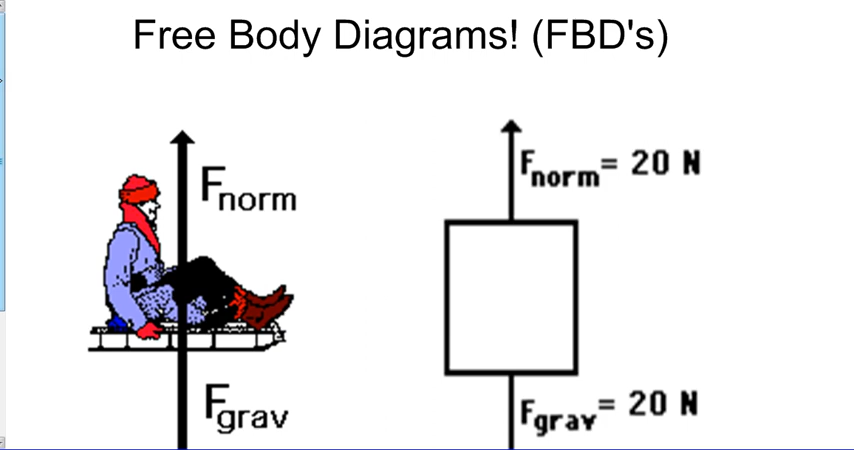 Free Body Diagrams! (FBD's)
Fnorm
Fgrav
Fnorm= 20 N
Fgrav= 20 N